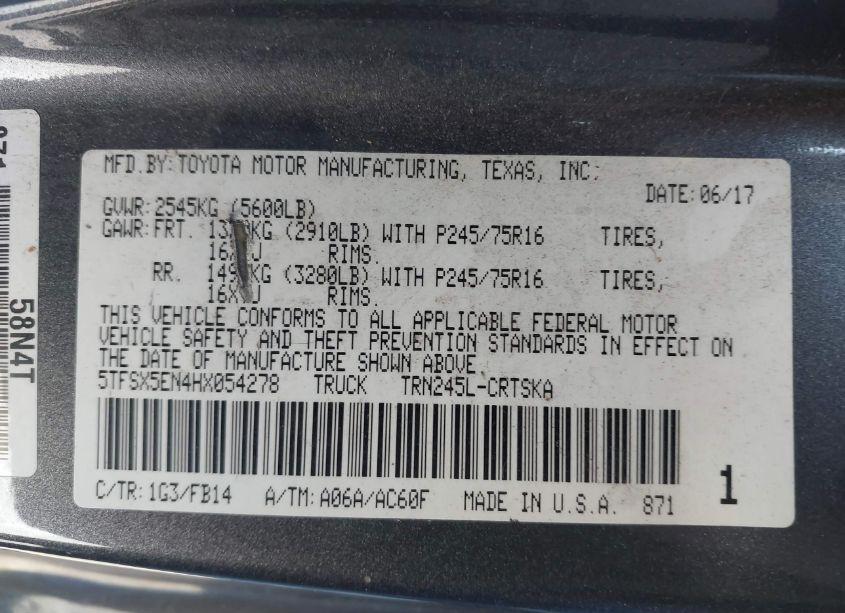 MFD.BY:TOYOTA MOTOR MANUFACTURING, TEXAS, INC.
DATE:06/17
GVWR:2545KG (5600LB)
GAWR:FRT. (2910LB) WITH P245/75R16 TIRES,
RIMS.
RR. (3280LB) WITH P245/75R16 TIRES,
RIMS.
THIS VEHICLE CONFORMS TO ALL APPLICABLE FEDERAL MOTOR
VEHICLE SAFETY AND THEFT PREVENTION STANDARDS IN EFFECT ON
THE DATE OF MANUFACTURE SHOWN ABOVE
5TFSX5EN4HX054278 TRUCK TRN245L-CRTSKA
C/TR:1G3/FB14 A/TM:A06A/AC60F MADE IN U.S.A. 871
1
58N4T